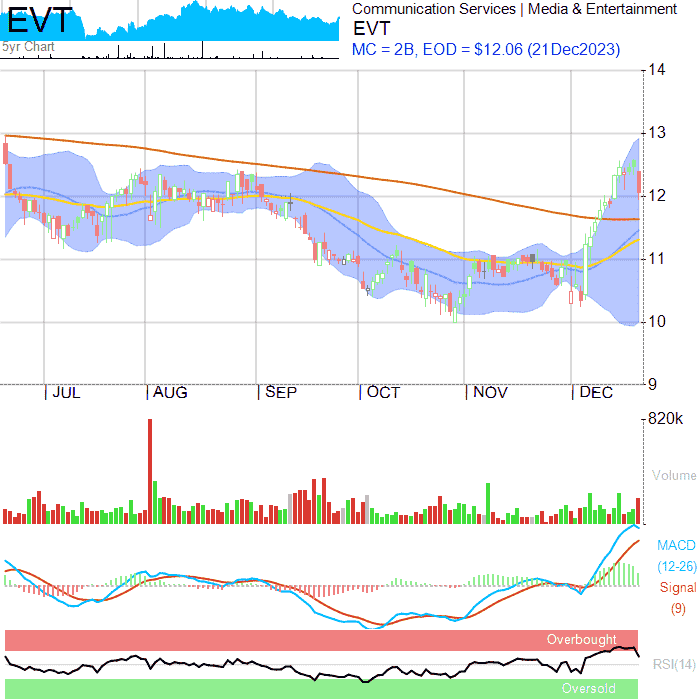 EVT
5yr Chart
Communication Services | Media & Entertainment
EVT
MC = 2B, EOD = $12.06 (21Dec2023)
14
13
12
11
10
9
JUL AUG SEP OCT NOV DEC
820k
Volume
MACD
(12-26)
Signal
(9)
Overbought
RSI(14)
Oversold